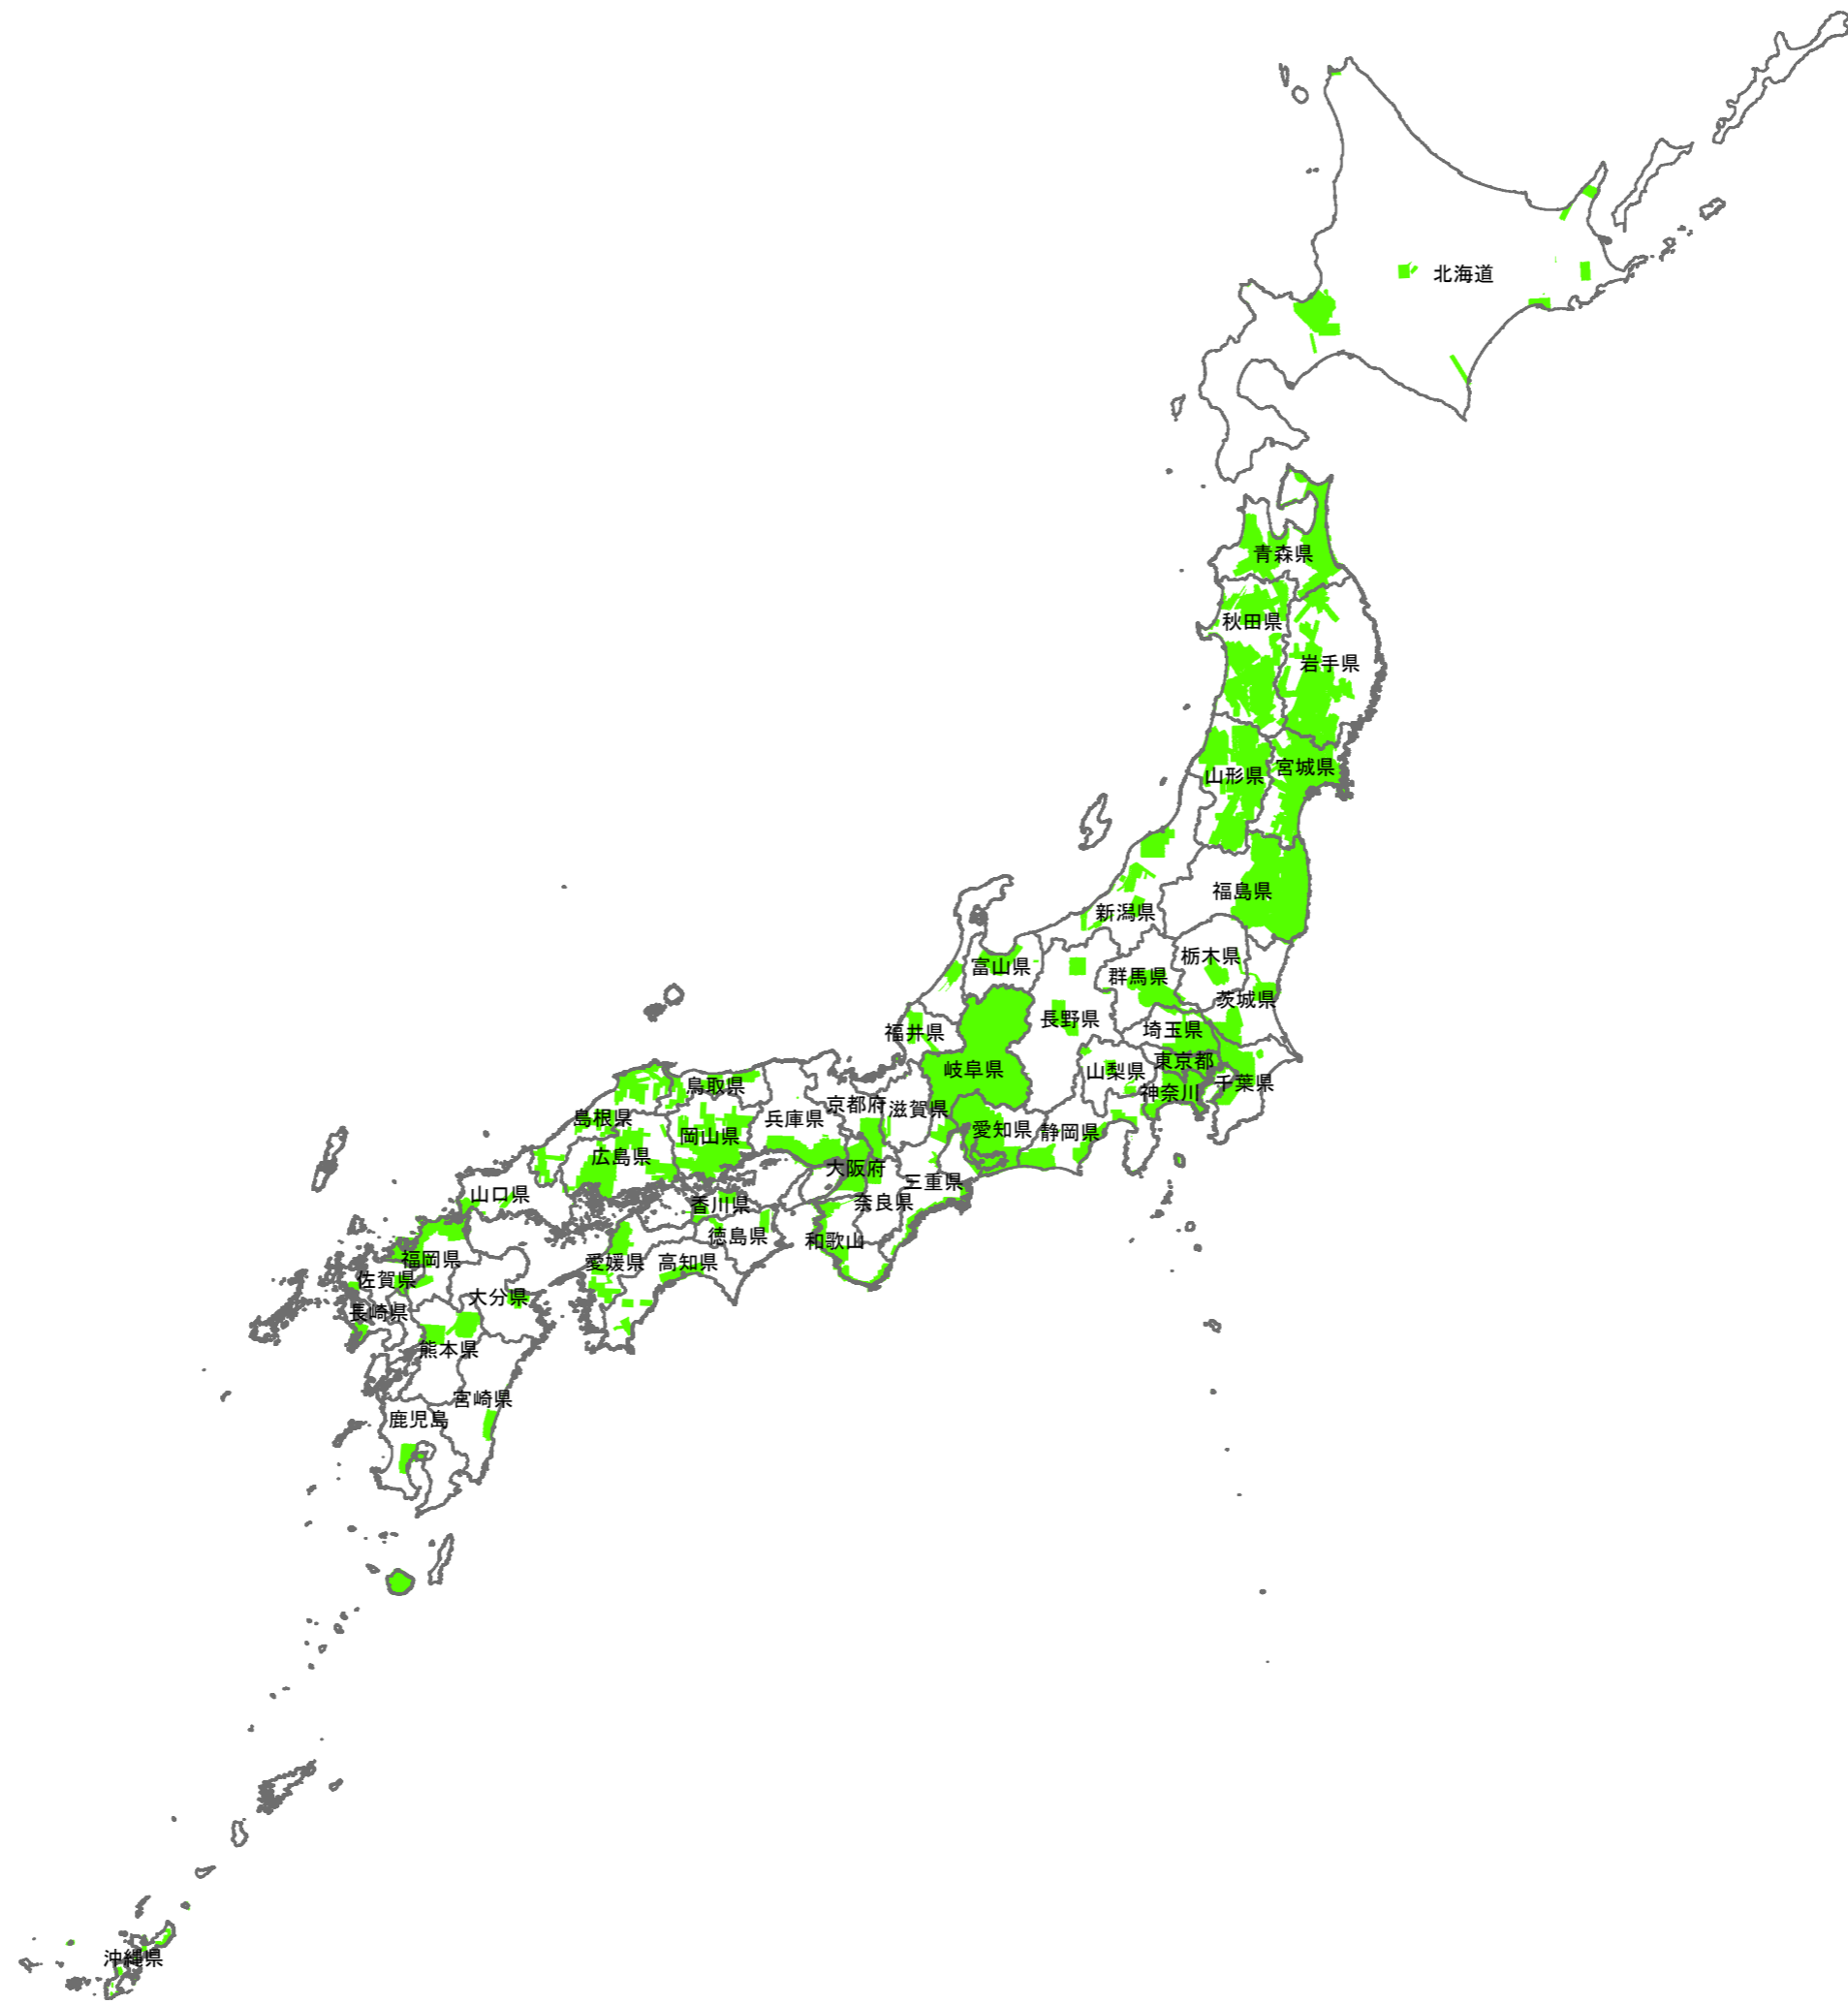 北海道
青森県
秋田県
岩手県
宮城県
山形県
福島県
新潟県
栃木県
富山県
群馬県
茨城県
長野県
埼玉県
福井県
東京都
岐阜県
山梨県
千葉県
神奈川
鳥取県
京都府
滋賀県
島根県
兵庫県
愛知県
静岡県
岡山県
広島県
大阪府
三重県
山口県
奈良県
香川県
徳島県
和歌山
福岡県
愛媛県
高知県
佐賀県
大分県
長崎県
熊本県
宮崎県
鹿児島
沖縄県